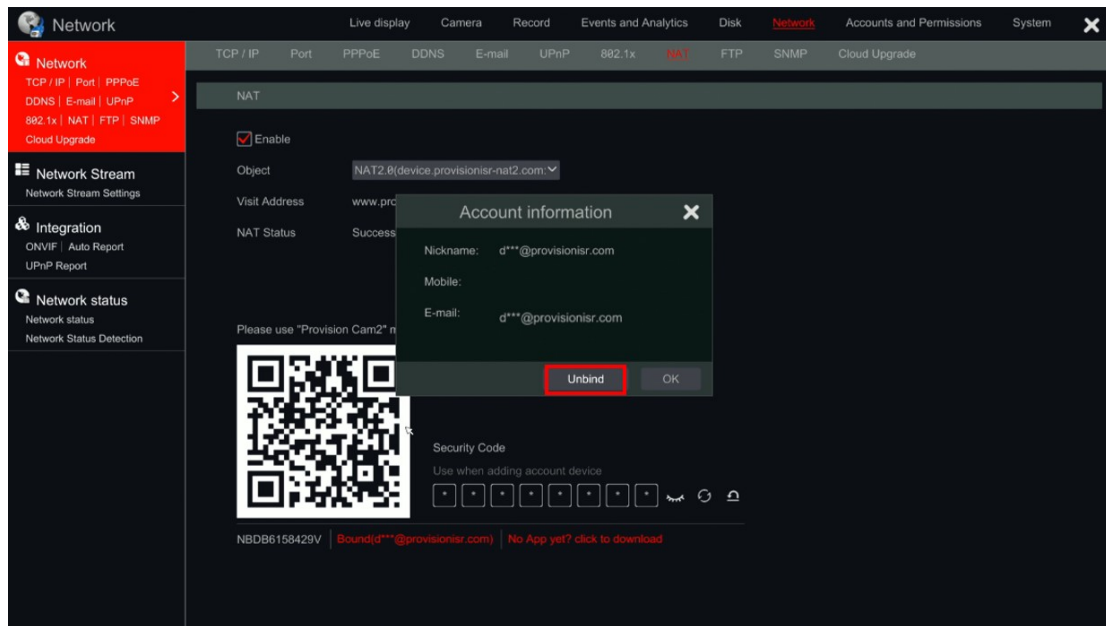 Network
Live display Camera Record Events and Analytics Disk Network Accounts and Permissions System
TCP / IP Port PPPoE DDNS E-mail UPnP 802.1x NAT FTP SNMP Cloud Upgrade
Network
TCP / IP | Port | PPPoE
DDNS | E-mail | UPnP
802.1x | NAT | FTP | SNMP
Cloud Upgrade
Network Stream
Network Stream Settings
Integration
ONVIF | Auto Report
UPnP Report
Network status
Network status
Network Status Detection
NAT
Enable
Object NAT2.0(device.provisionisr-nat2.com:
Visit Address www.pro
NAT Status Success
Account information
Nickname: d***@provisionisr.com
Mobile:
E-mail: d***@provisionisr.com
Unbind OK
Please use "Provision Cam2" m
Security Code
Use when adding account device
* * * * * * * *
NBDB6158429V | Bound(d***@provisionisr.com) | No App yet? click to download